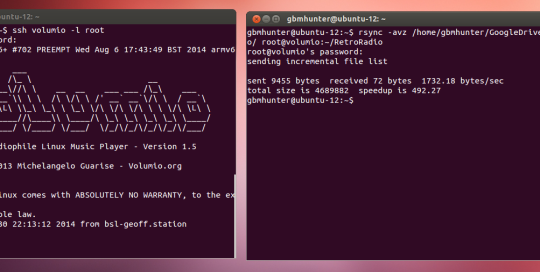 ubuntu-12: ~
~$ ssh volumio -l root
ord:
6+ #702 PREEMPT Wed Aug 6 17:43:49 BST 2014 armv6
diophile Linux Music Player - Version 1.5
013 Michelangelo Guarise - Volumio.org
inux comes with ABSOLUTELY NO WARRANTY, to the ex
ble law.
30 22:13:12 2014 from bsl-geoff.station
gbmhunter@ubuntu-12: ~
gbmhunter@ubuntu-12:~$ rsync -avz /home/gbmhunter/GoogleDrive
o/ root@volumio:~/RetroRadio
root@volumio's password:
sending incremental file list
sent 9455 bytes  received 72 bytes  1732.18 bytes/sec
total size is 4689882  speedup is 492.27
gbmhunter@ubuntu-12:~$